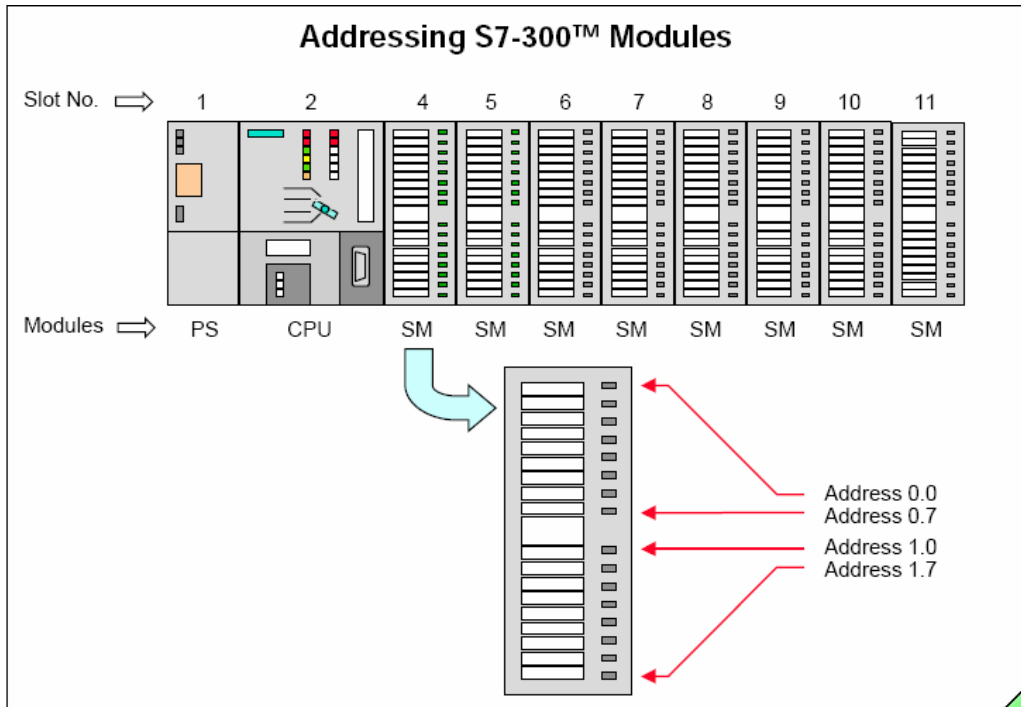 Addressing S7-300™ Modules
Slot No. 1 2 4 5 6 7 8 9 10 11
Modules PS CPU SM SM SM SM SM SM SM SM
Address 0.0
Address 0.7
Address 1.0
Address 1.7